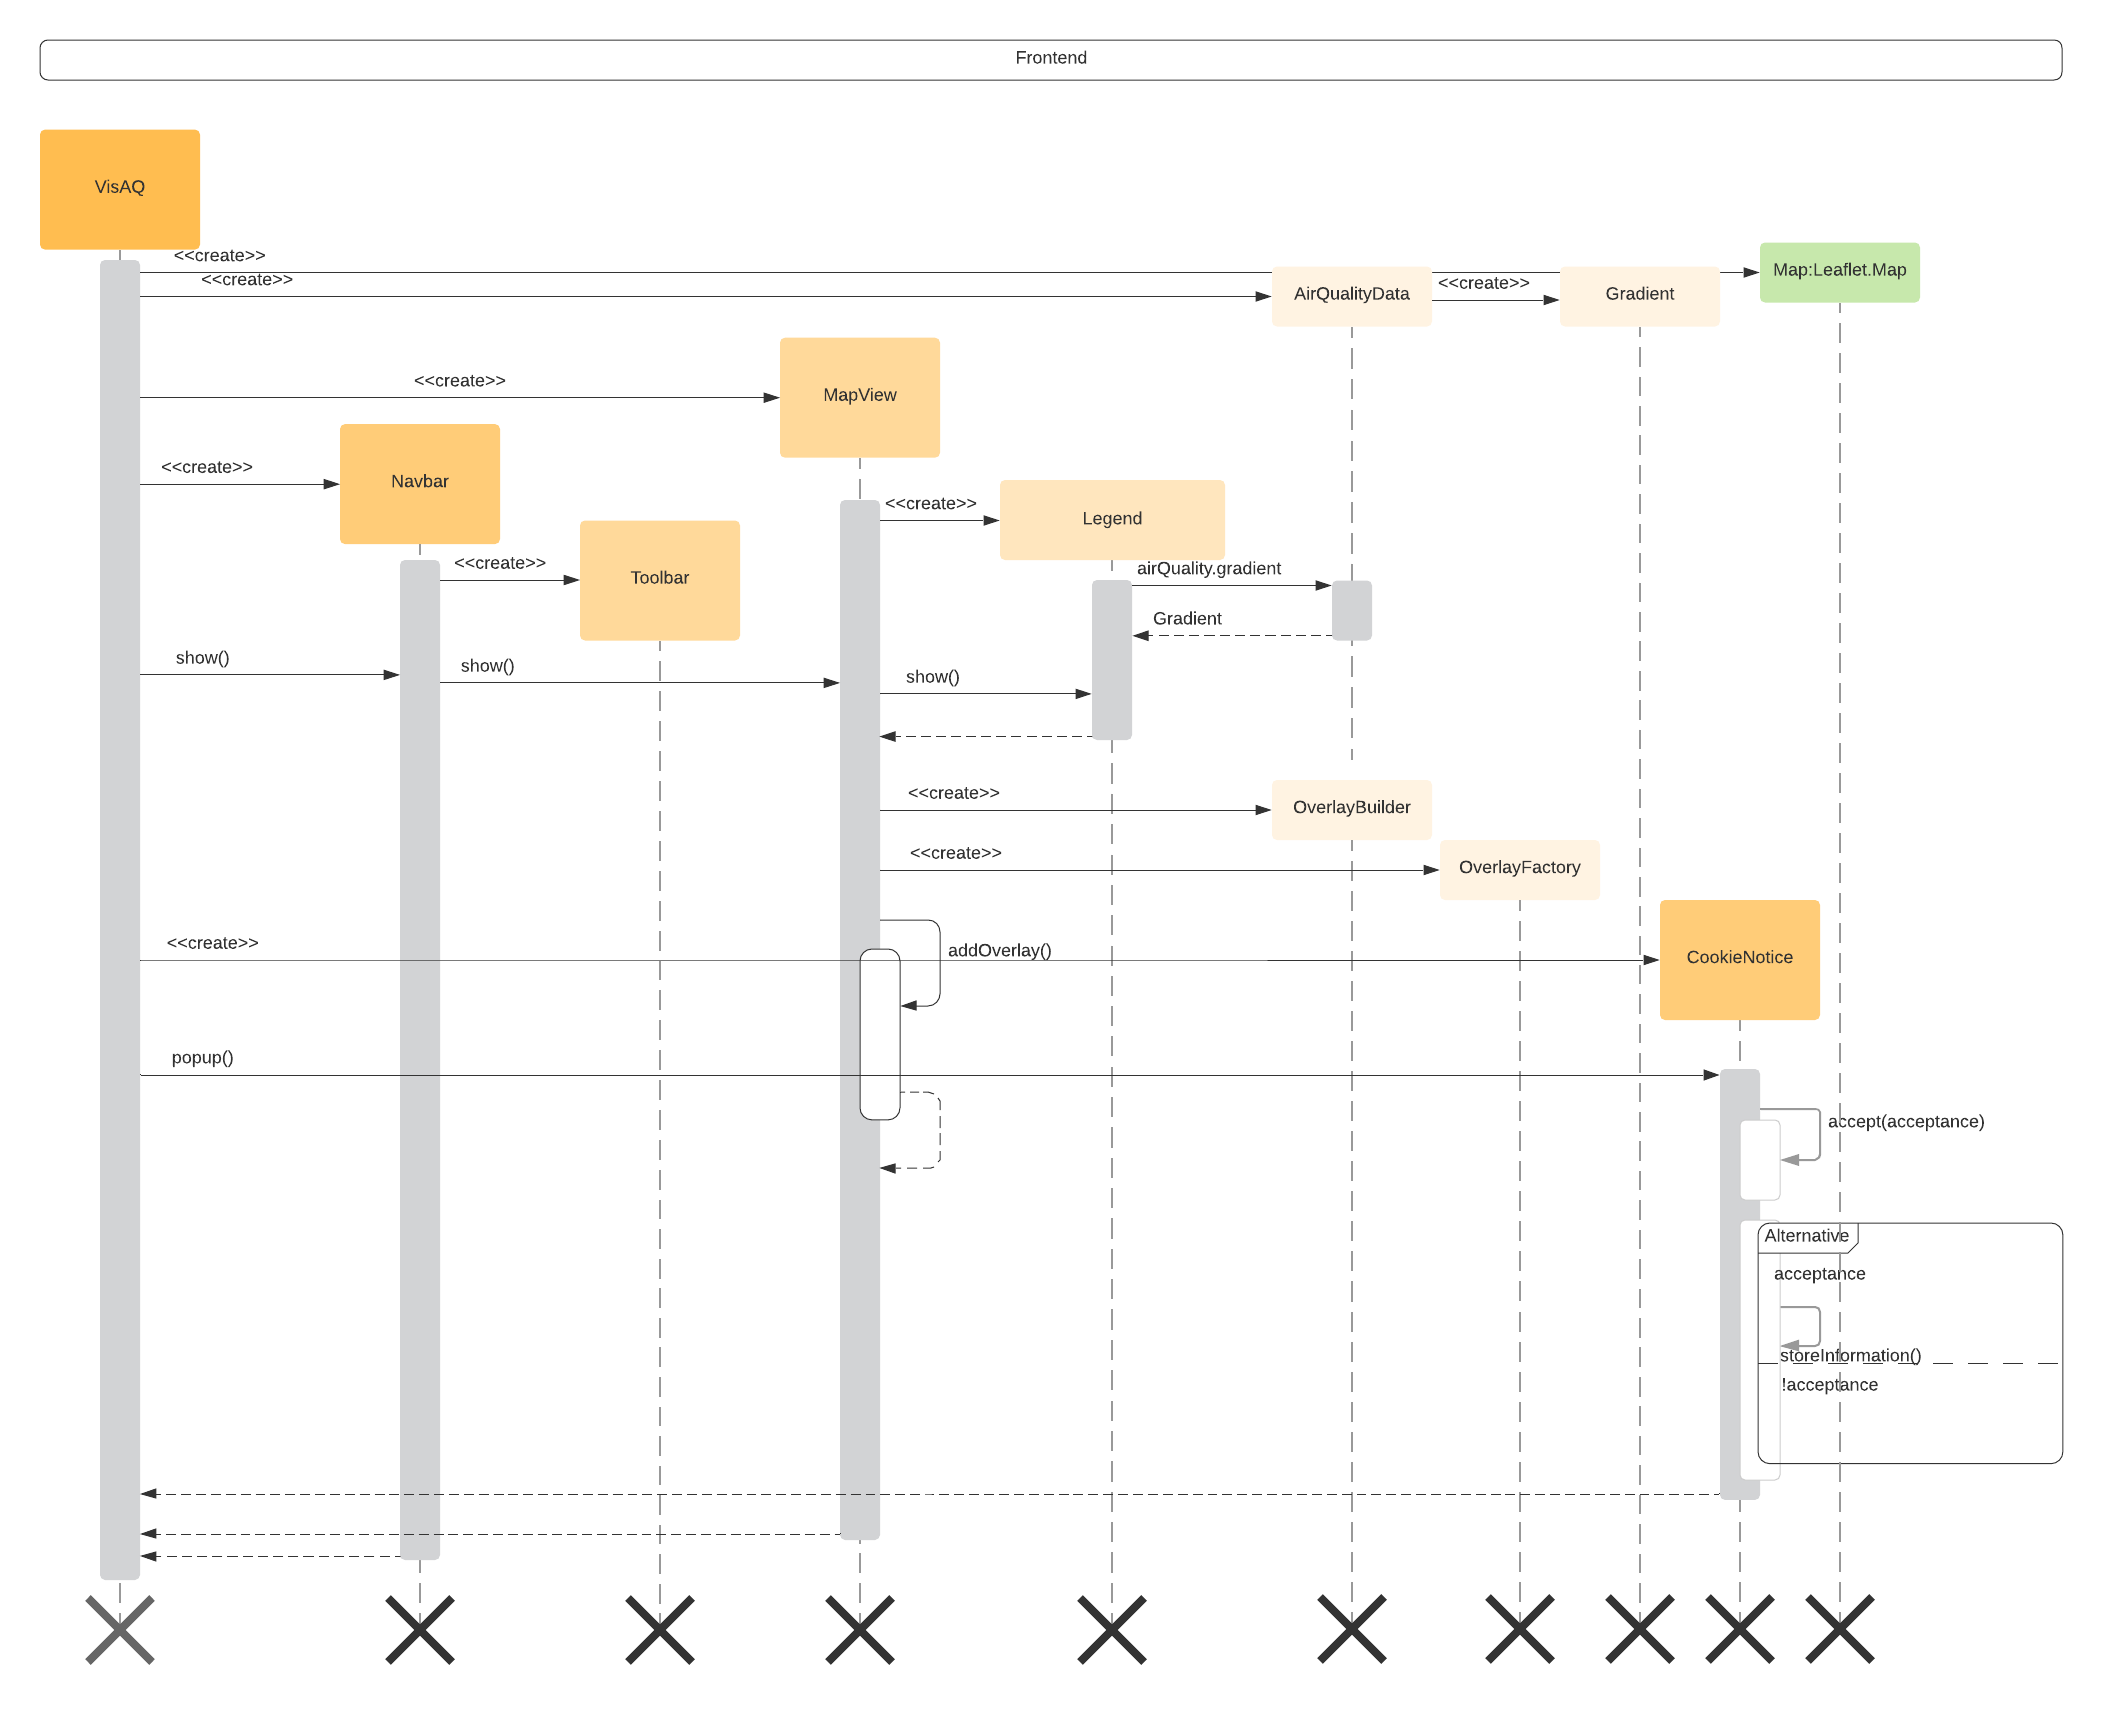 Frontend
VisAQ
<<create>>
Map:Leaflet.Map
<<create>>
AirQualityData
<<create>>
Gradient
<<create>>
MapView
<<create>>
Navbar
<<create>>
Legend
<<create>>
Toolbar
airQuality.gradient
Gradient
show()
show()
show()
<<create>>
OverlayBuilder
<<create>>
OverlayFactory
<<create>>
addOverlay()
CookieNotice
popup()
accept(acceptance)
Alternative
acceptance
storeInformation()
!acceptance